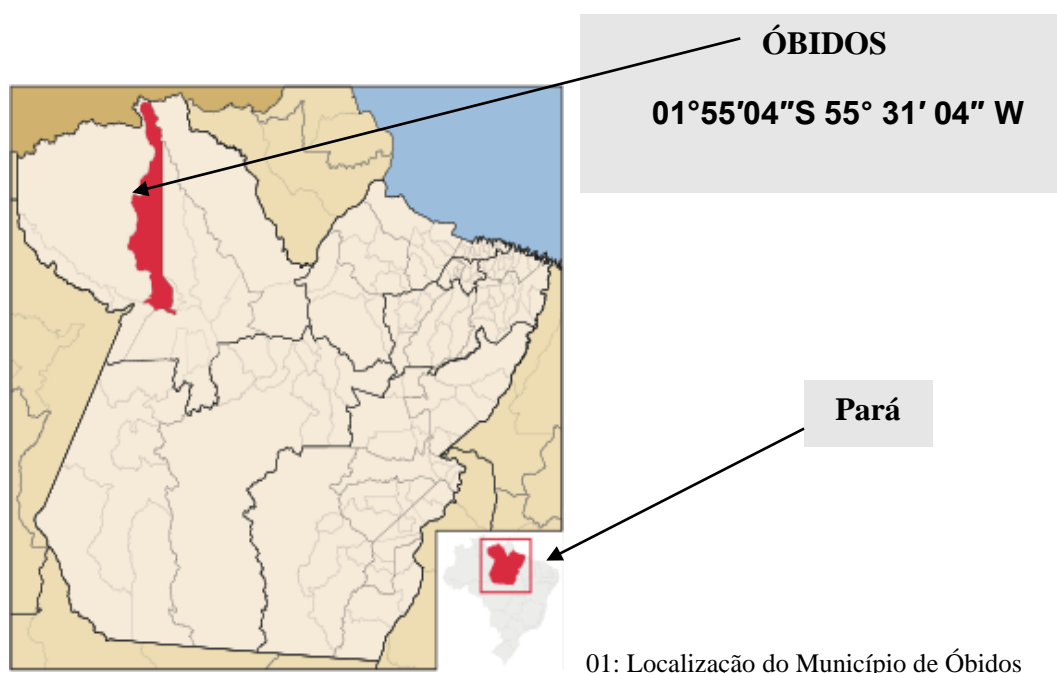 ÓBIDOS
01°55′04″S 55° 31′ 04″ W
Pará
01: Localização do Município de Óbidos